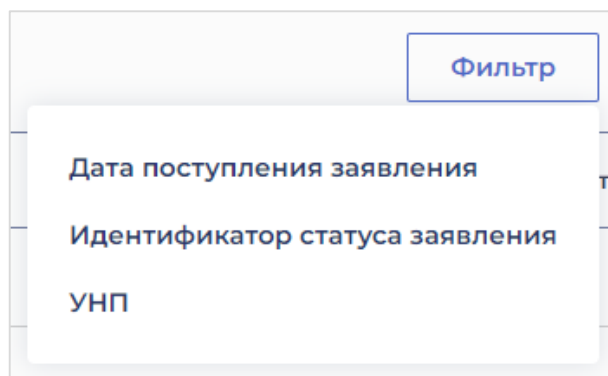 Фильтр
Дата поступления заявления
Идентификатор статуса заявления
УНП